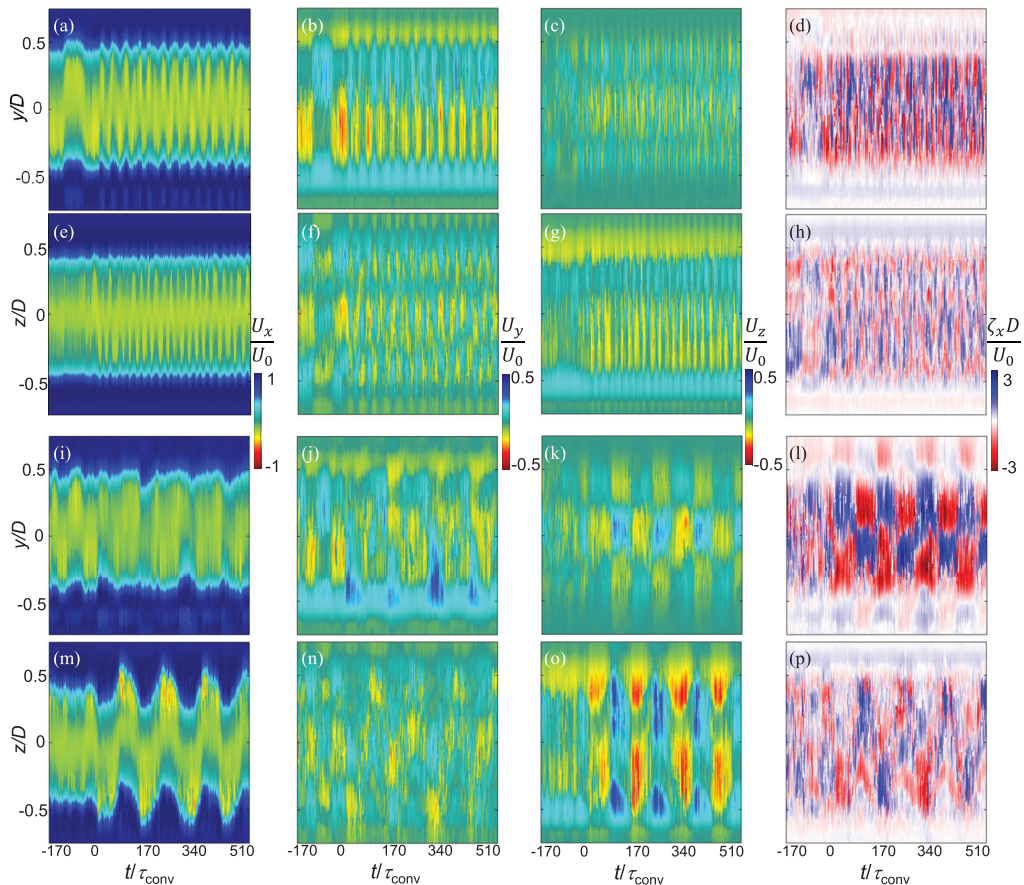 (a) (b) (c) (d)
0.5
y/D 0
-0.5
(e) (f) (g) (h)
0.5
z/D 0
-0.5
U_x/U_0 U_y/U_0 U_z/U_0 ζ_x D/U_0
1 0.5 0.5 3
-1 -0.5 -0.5 -3
(i) (j) (k) (l)
0.5
y/D 0
-0.5
(m) (n) (o) (p)
0.5
z/D 0
-0.5
-170 0 170 340 510 -170 0 170 340 510 -170 0 170 340 510 -170 0 170 340 510
t/τ_conv t/τ_conv t/τ_conv t/τ_conv